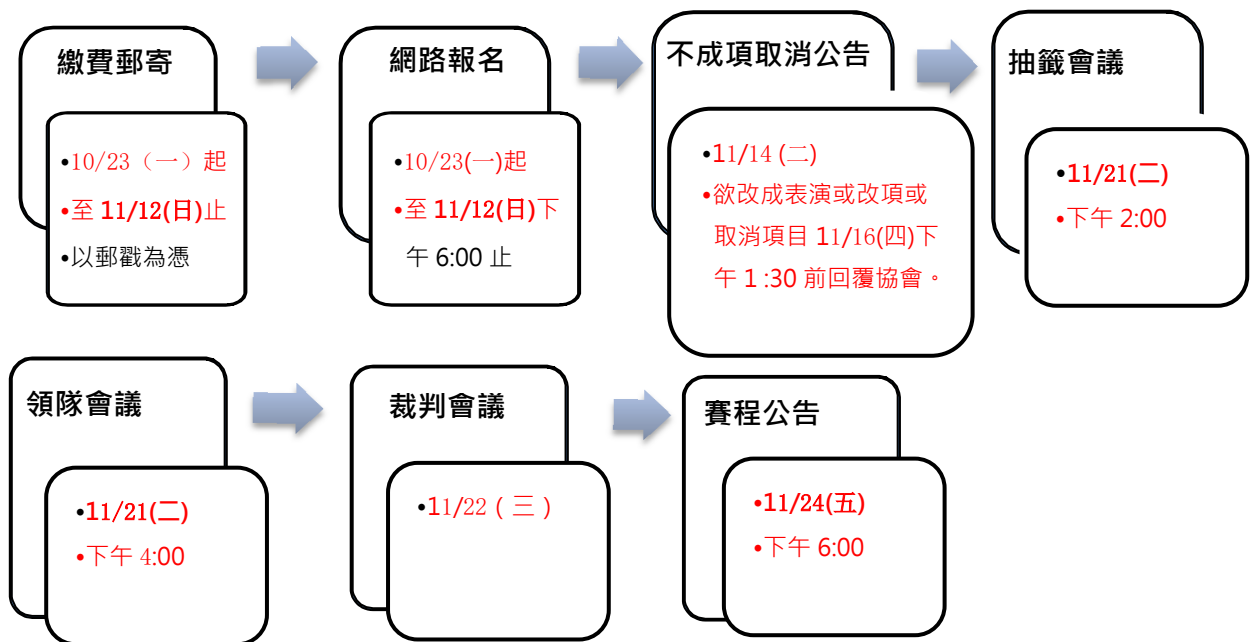 繳費郵寄
•10/23（一）起
•至 11/12(日)止
•以郵戳為憑
網路報名
•10/23(一)起
•至 11/12(日)下
午 6:00 止
不成項取消公告
•11/14 (二)
•欲改成表演或改項或
取消項目 11/16(四)下
午 1 :30 前回覆協會。
抽籤會議
•11/21(二)
•下午 2:00
領隊會議
•11/21(二)
•下午 4:00
裁判會議
•11/22 ( 三 )
賽程公告
•11/24(五)
•下午 6:00